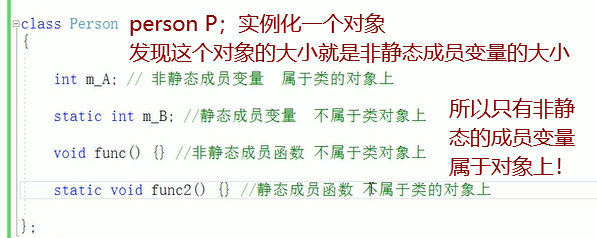 class Person
person P；实例化一个对象
{
发现这个对象的大小就是非静态成员变量的大小
int m_A; // 非静态成员变量 属于类的对象上
static int m_B; //静态成员变量 不属于类对象上
void func() {} //非静态成员函数 不属于类对象上
static void func2() {} //静态成员函数 不属于类的对象上
};
所以只有非静
态的成员变量
属于对象上！